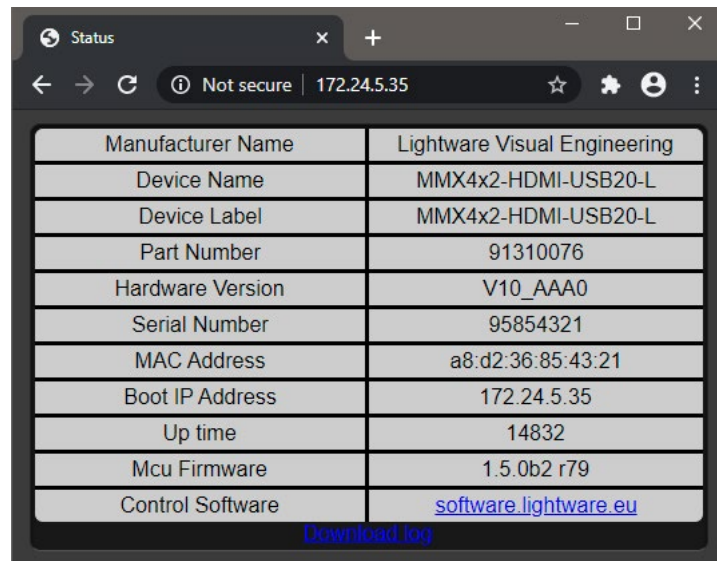 Status
Not secure 172.24.5.35
Manufacturer Name Lightware Visual Engineering
Device Name MMX4x2-HDMI-USB20-L
Device Label MMX4x2-HDMI-USB20-L
Part Number 91310076
Hardware Version V10_AAA0
Serial Number 95854321
MAC Address a8:d2:36:85:43:21
Boot IP Address 172.24.5.35
Up time 14832
Mcu Firmware 1.5.0b2 r79
Control Software software.lightware.eu
Download log